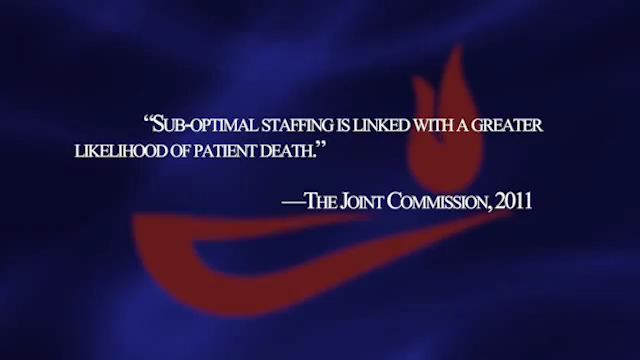 “SUB-OPTIMAL STAFFING IS LINKED WITH A GREATER
LIKELIHOOD OF PATIENT DEATH.”
—THE JOINT COMMISSION, 2011